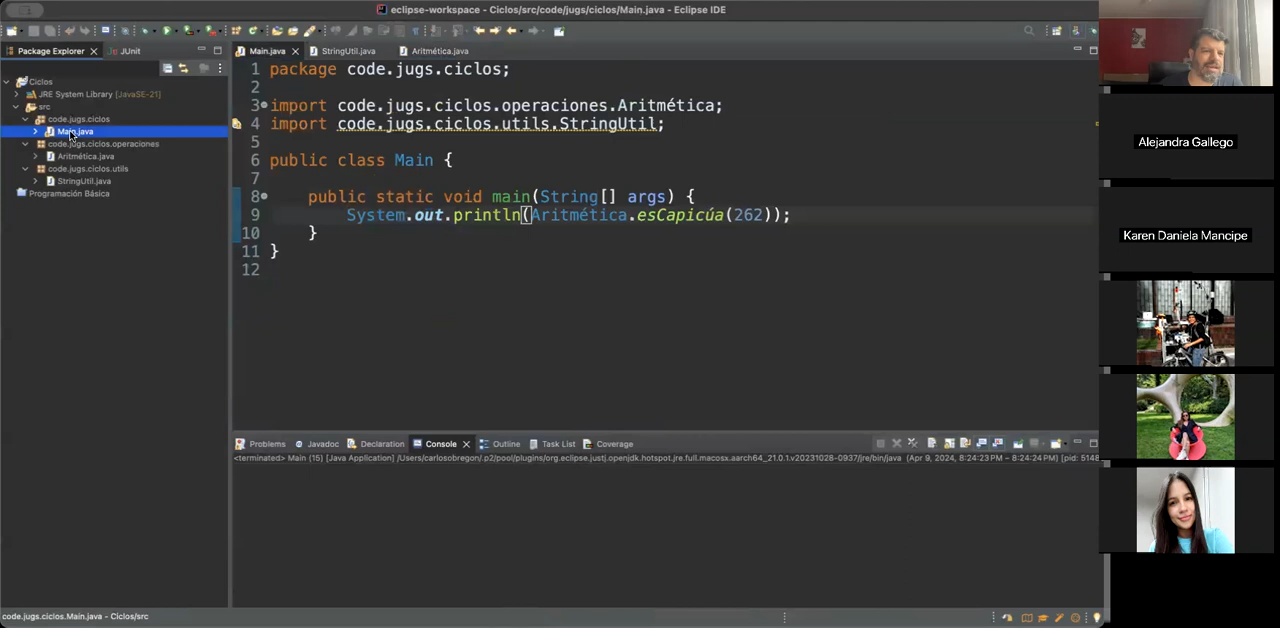 eclipse-workspace - Ciclos/src/code/jugs/ciclos/Main.java - Eclipse IDE
Package Explorer
JUnit
Ciclos
JRE System Library [JavaSE-21]
src
code.jugs.ciclos
Main.java
code.jugs.ciclos.operaciones
Aritmética.java
code.jugs.ciclos.utils
StringUtil.java
Programación Básica
Main.java
StringUtil.java
Aritmética.java
1 package code.jugs.ciclos;
2
3 import code.jugs.ciclos.operaciones.Aritmética;
4 import code.jugs.ciclos.utils.StringUtil;
5
6 public class Main {
7
8 public static void main(String[] args) {
9 System.out.println(Aritmética.esCapicúa(262));
10 }
11 }
12
Problems
Javadoc
Declaration
Console
Outline
Task List
Coverage
<terminated> Main (15) [Java Application] /Users/carlosobregon/.p2/pool/plugins/org.eclipse.justj.openjdk.hotspot.jre.full.macosx.aarch64_21.0.1.v20231028-0937/jre/bin/java (Apr 9, 2024, 8:24:23 PM – 8:24:24 PM) [pid: 5148
code.jugs.ciclos.Main.java - Ciclos/src
Alejandra Gallego
Karen Daniela Mancipe